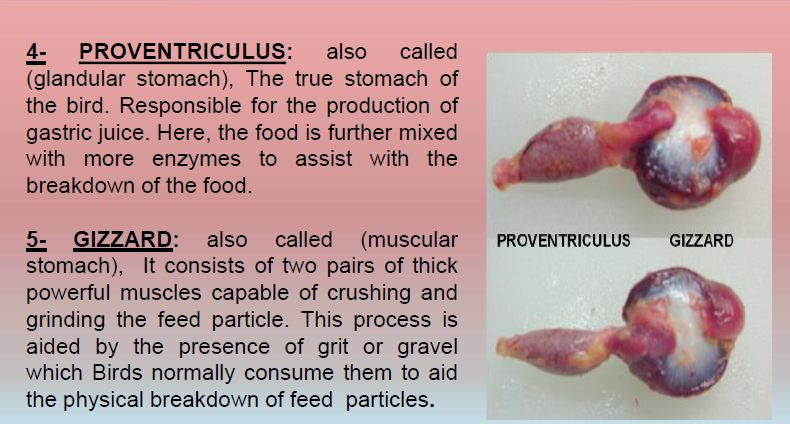 4- PROVENTRICULUS: also called
(glandular stomach), The true stomach of
the bird. Responsible for the production of
gastric juice. Here, the food is further mixed
with more enzymes to assist with the
breakdown of the food.
5- GIZZARD: also called (muscular
stomach), It consists of two pairs of thick
powerful muscles capable of crushing and
grinding the feed particle. This process is
aided by the presence of grit or gravel
which Birds normally consume them to aid
the physical breakdown of feed particles.
PROVENTRICULUS GIZZARD